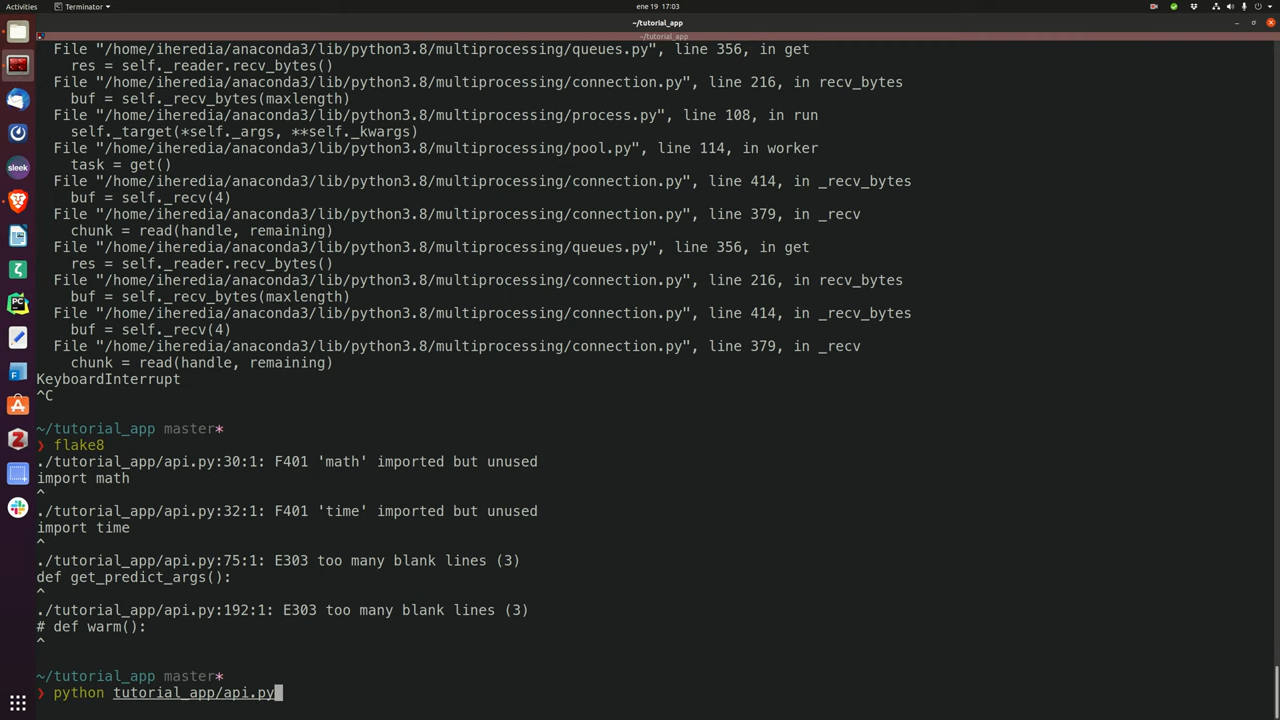 Activities
Terminator
ene 19 17:03
~/tutorial_app
~/tutorial_app
File "/home/iheredia/anaconda3/lib/python3.8/multiprocessing/queues.py", line 356, in get
res = self._reader.recv_bytes()
File "/home/iheredia/anaconda3/lib/python3.8/multiprocessing/connection.py", line 216, in recv_bytes
buf = self._recv_bytes(maxlength)
File "/home/iheredia/anaconda3/lib/python3.8/multiprocessing/process.py", line 108, in run
self._target(*self._args, **self._kwargs)
File "/home/iheredia/anaconda3/lib/python3.8/multiprocessing/pool.py", line 114, in worker
task = get()
File "/home/iheredia/anaconda3/lib/python3.8/multiprocessing/connection.py", line 414, in _recv_bytes
buf = self._recv(4)
File "/home/iheredia/anaconda3/lib/python3.8/multiprocessing/connection.py", line 379, in _recv
chunk = read(handle, remaining)
File "/home/iheredia/anaconda3/lib/python3.8/multiprocessing/queues.py", line 356, in get
res = self._reader.recv_bytes()
File "/home/iheredia/anaconda3/lib/python3.8/multiprocessing/connection.py", line 216, in recv_bytes
buf = self._recv_bytes(maxlength)
File "/home/iheredia/anaconda3/lib/python3.8/multiprocessing/connection.py", line 414, in _recv_bytes
buf = self._recv(4)
File "/home/iheredia/anaconda3/lib/python3.8/multiprocessing/connection.py", line 379, in _recv
chunk = read(handle, remaining)
KeyboardInterrupt
^C
~/tutorial_app master*
❯ flake8
./tutorial_app/api.py:30:1: F401 'math' imported but unused
import math
^
./tutorial_app/api.py:32:1: F401 'time' imported but unused
import time
^
./tutorial_app/api.py:75:1: E303 too many blank lines (3)
def get_predict_args():
^
./tutorial_app/api.py:192:1: E303 too many blank lines (3)
# def warm():
^
~/tutorial_app master*
❯ python tutorial_app/api.py
sleek
PC